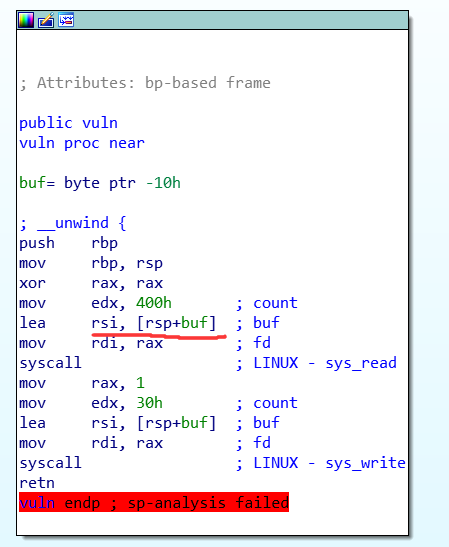 ; Attributes: bp-based frame
public vuln
vuln proc near
buf= byte ptr -10h
; __unwind {
push    rbp
mov     rbp, rsp
xor     rax, rax
mov     edx, 400h       ; count
lea     rsi, [rsp+buf]  ; buf
mov     rdi, rax        ; fd
syscall                 ; LINUX - sys_read
mov     rax, 1
mov     edx, 30h        ; count
lea     rsi, [rsp+buf]  ; buf
mov     rdi, rax        ; fd
syscall                 ; LINUX - sys_write
retn
vuln endp ; sp-analysis failed